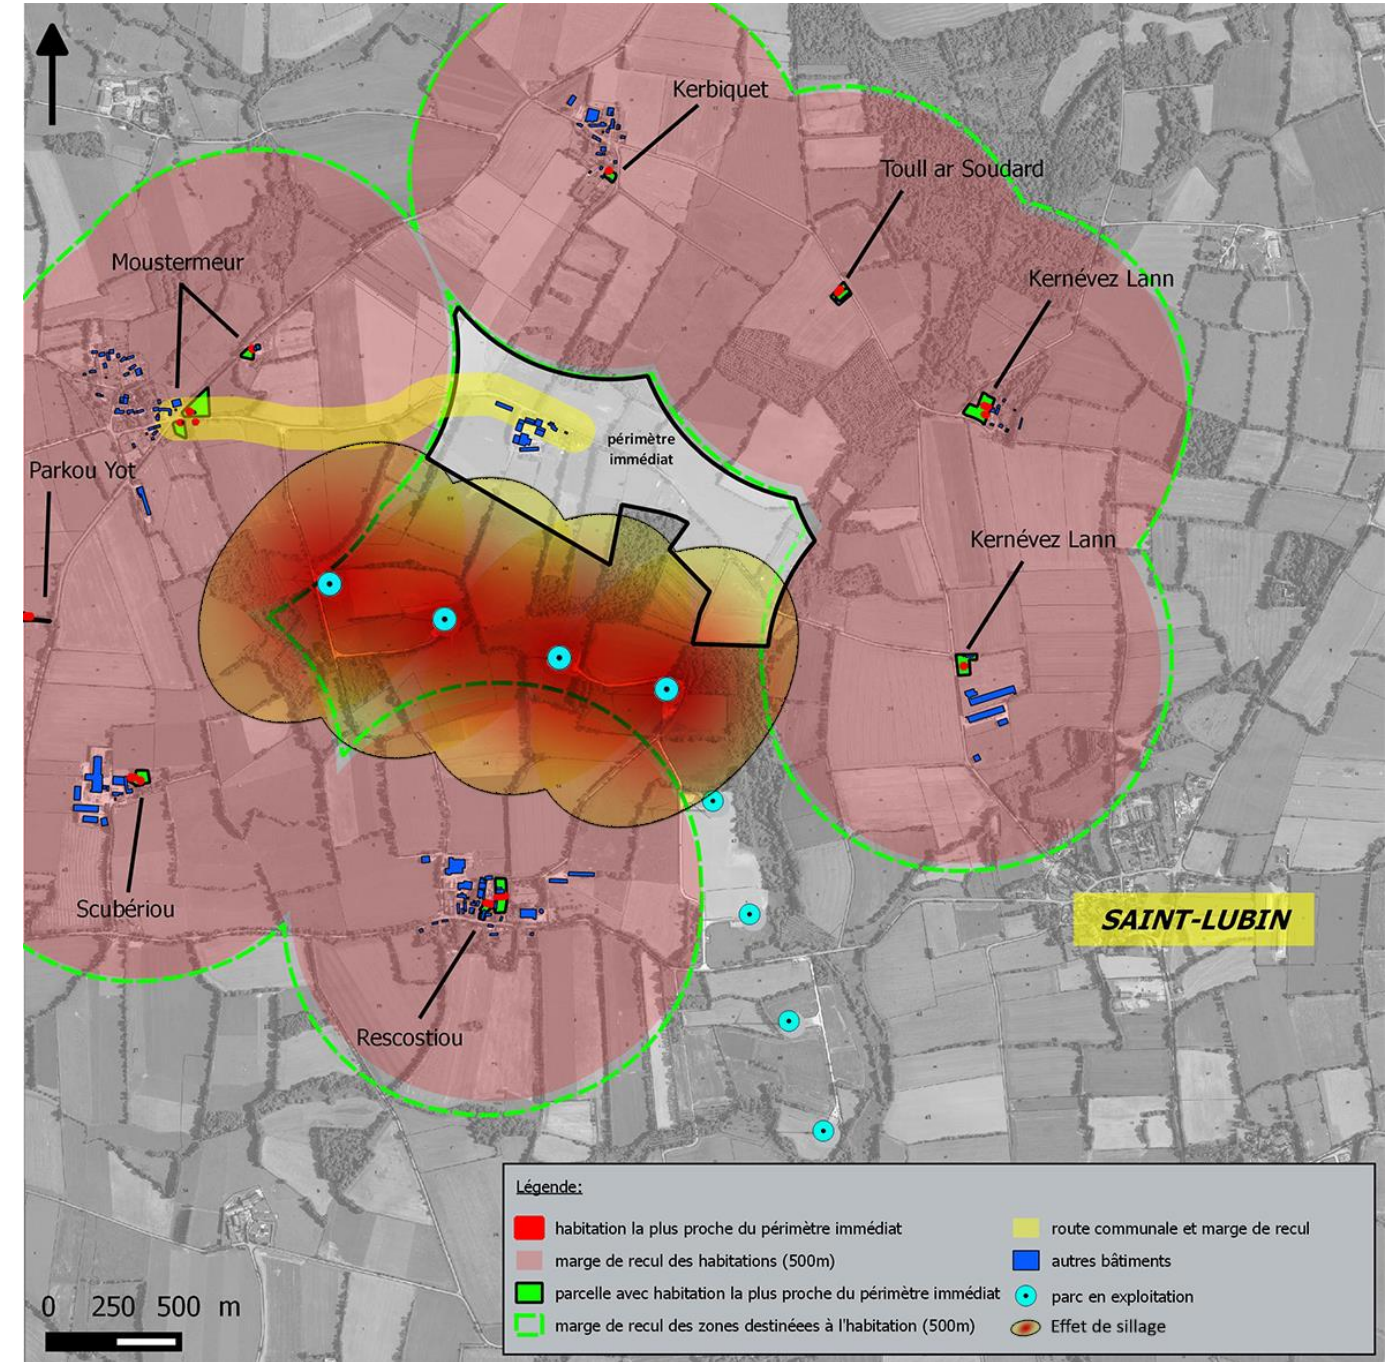 Kerbiquet
Toull ar Soudard
Moustermeur
Kernévez Lann
périmètre
immédiat
Parkou Yot
Kernévez Lann
Scubériou
SAINT-LUBIN
Rescostiou
Légende:
habitation la plus proche du périmètre immédiat
marge de recul des habitations (500m)
parcelle avec habitation la plus proche du périmètre immédiat
marge de recul des zones destinéees à l'habitation (500m)
route communale et marge de recul
autres bâtiments
parc en exploitation
Effet de sillage
0 250 500 m